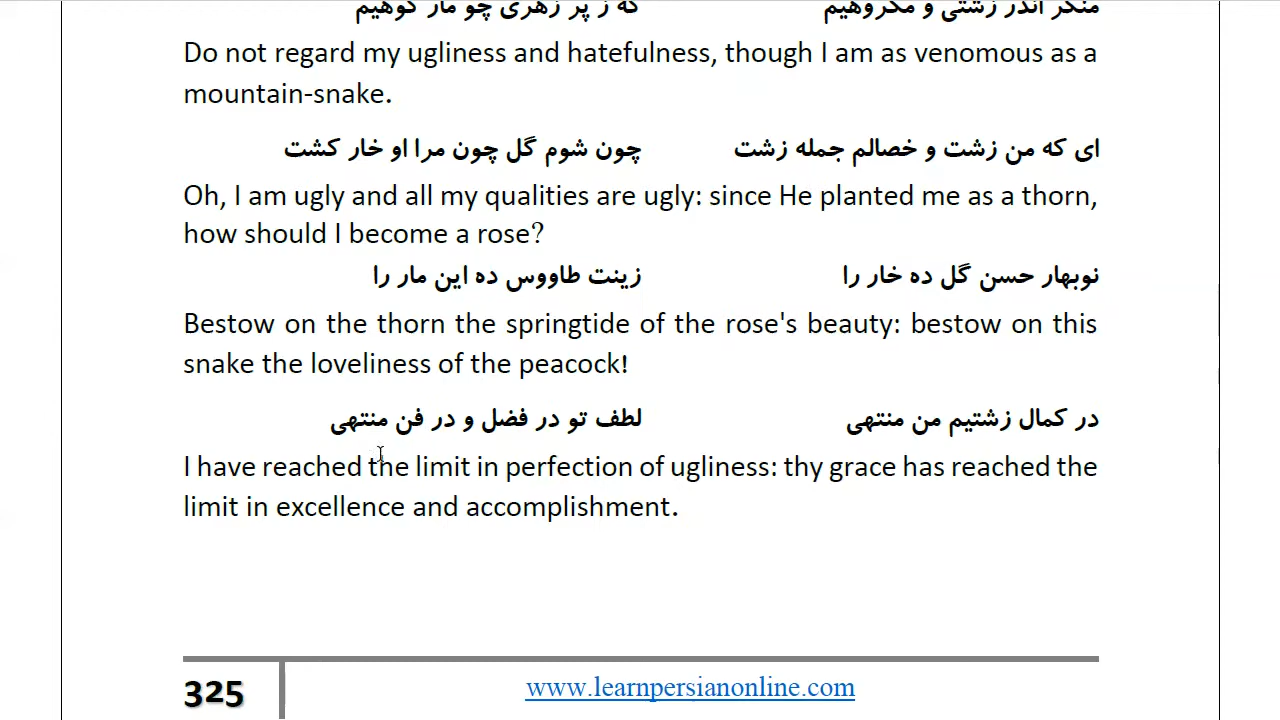 منگر اندر زشتی و مکروهیم که ز پر زهری چو مار کوهیم
Do not regard my ugliness and hatefulness, though I am as venomous as a
mountain-snake.
ای که من زشت و خصالم جمله زشت چون شوم گل چون مرا او خار کشت
Oh, I am ugly and all my qualities are ugly: since He planted me as a thorn,
how should I become a rose?
نوبهار حسن گل ده خار را زینت طاووس ده این مار را
Bestow on the thorn the springtide of the rose's beauty: bestow on this
snake the loveliness of the peacock!
در کمال زشتیم من منتهی لطف تو در فضل و در فن منتهی
I have reached the limit in perfection of ugliness: thy grace has reached the
limit in excellence and accomplishment.
325 www.learnpersianonline.com